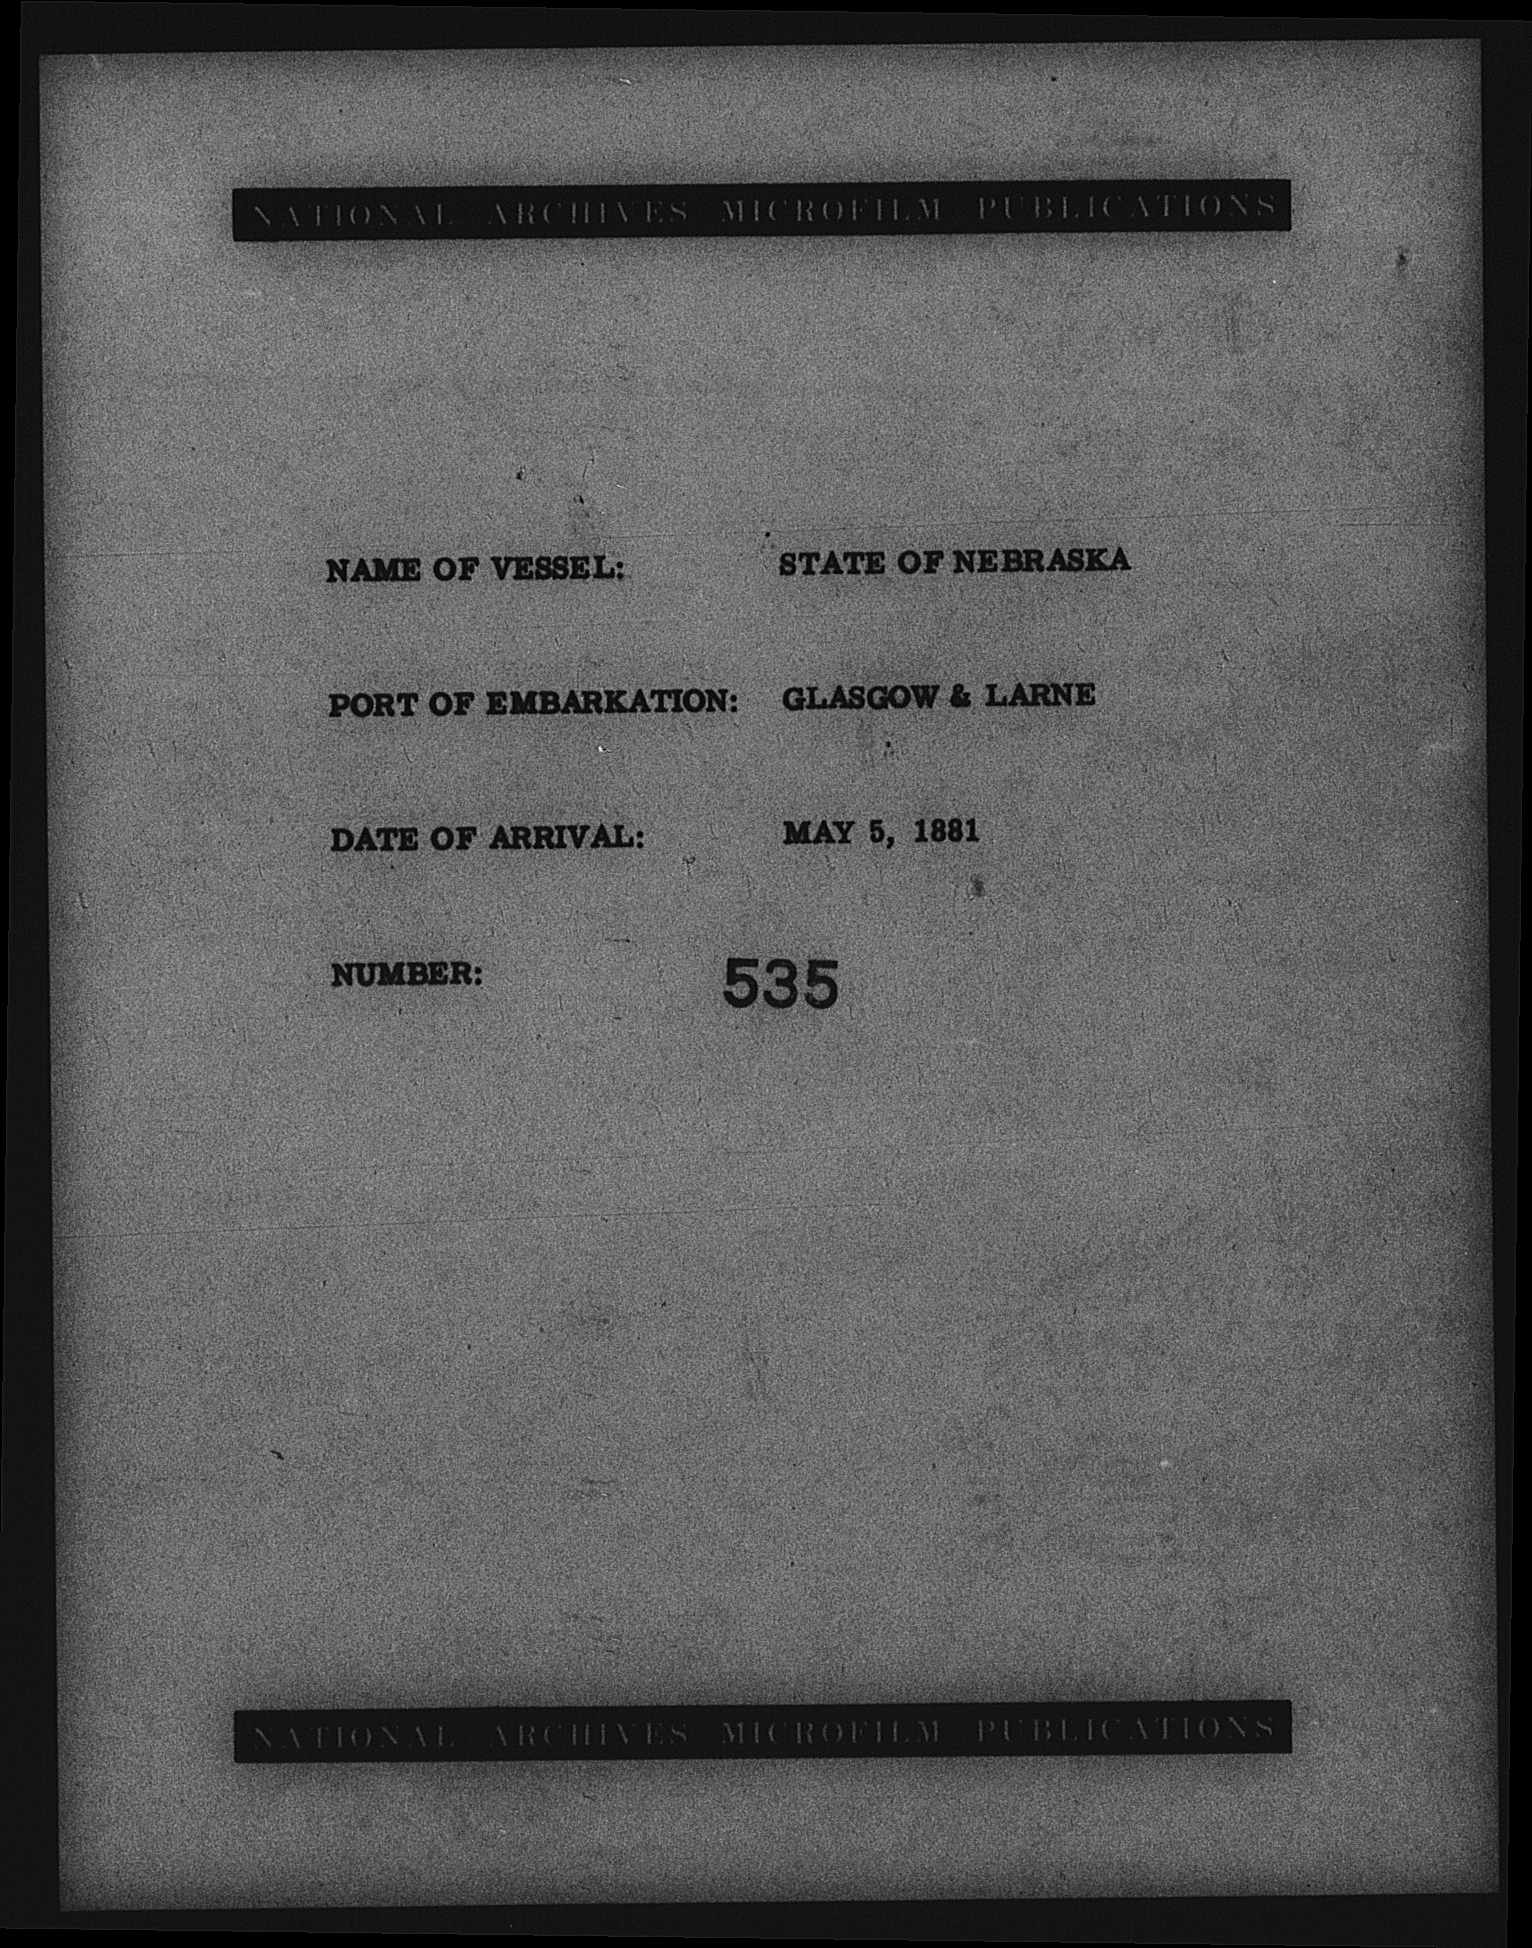 NATIONAL ARCHIVES MICROFILM PUBLICATIONS
NAME OF VESSEL: STATE OF NEBRASKA
PORT OF EMBARKATION: GLASGOW & LARNE
DATE OF ARRIVAL: MAY 5, 1881
NUMBER: 535
NATIONAL ARCHIVES MICROFILM PUBLICATIONS